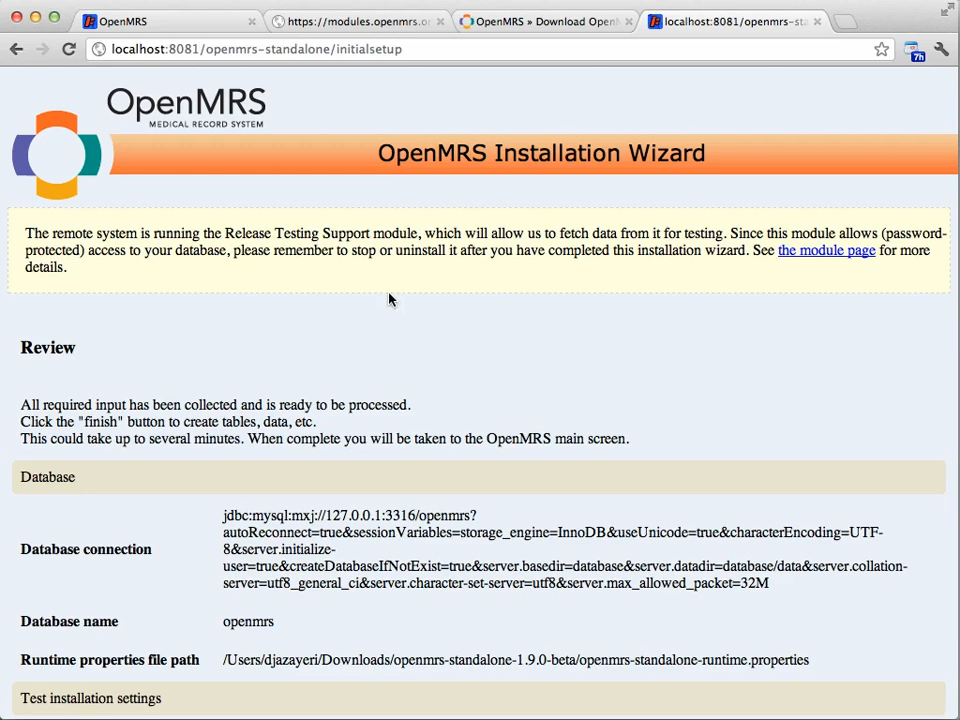 OpenMRS
https://modules.openmrs.or
OpenMRS » Download Open
localhost:8081/openmrs-sta
localhost:8081/openmrs-standalone/initialsetup
7h
OpenMRS
MEDICAL RECORD SYSTEM
OpenMRS Installation Wizard
The remote system is running the Release Testing Support module, which will allow us to fetch data from it for testing. Since this module allows (password-
protected) access to your database, please remember to stop or uninstall it after you have completed this installation wizard. See the module page for more
details.
Review
All required input has been collected and is ready to be processed.
Click the "finish" button to create tables, data, etc.
This could take up to several minutes. When complete you will be taken to the OpenMRS main screen.
Database
Database connection
jdbc:mysql:mxj://127.0.0.1:3316/openmrs?
autoReconnect=true&sessionVariables=storage_engine=InnoDB&useUnicode=true&characterEncoding=UTF-
8&server.initialize-
user=true&createDatabaseIfNotExist=true&server.basedir=database&server.datadir=database/data&server.collation-
server=utf8_general_ci&server.character-set-server=utf8&server.max_allowed_packet=32M
Database name openmrs
Runtime properties file path /Users/djazayeri/Downloads/openmrs-standalone-1.9.0-beta/openmrs-standalone-runtime.properties
Test installation settings